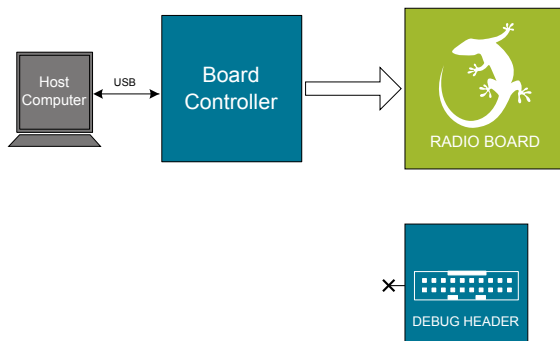 Host
Computer
USB
Board
Controller
RADIO BOARD
DEBUG HEADER